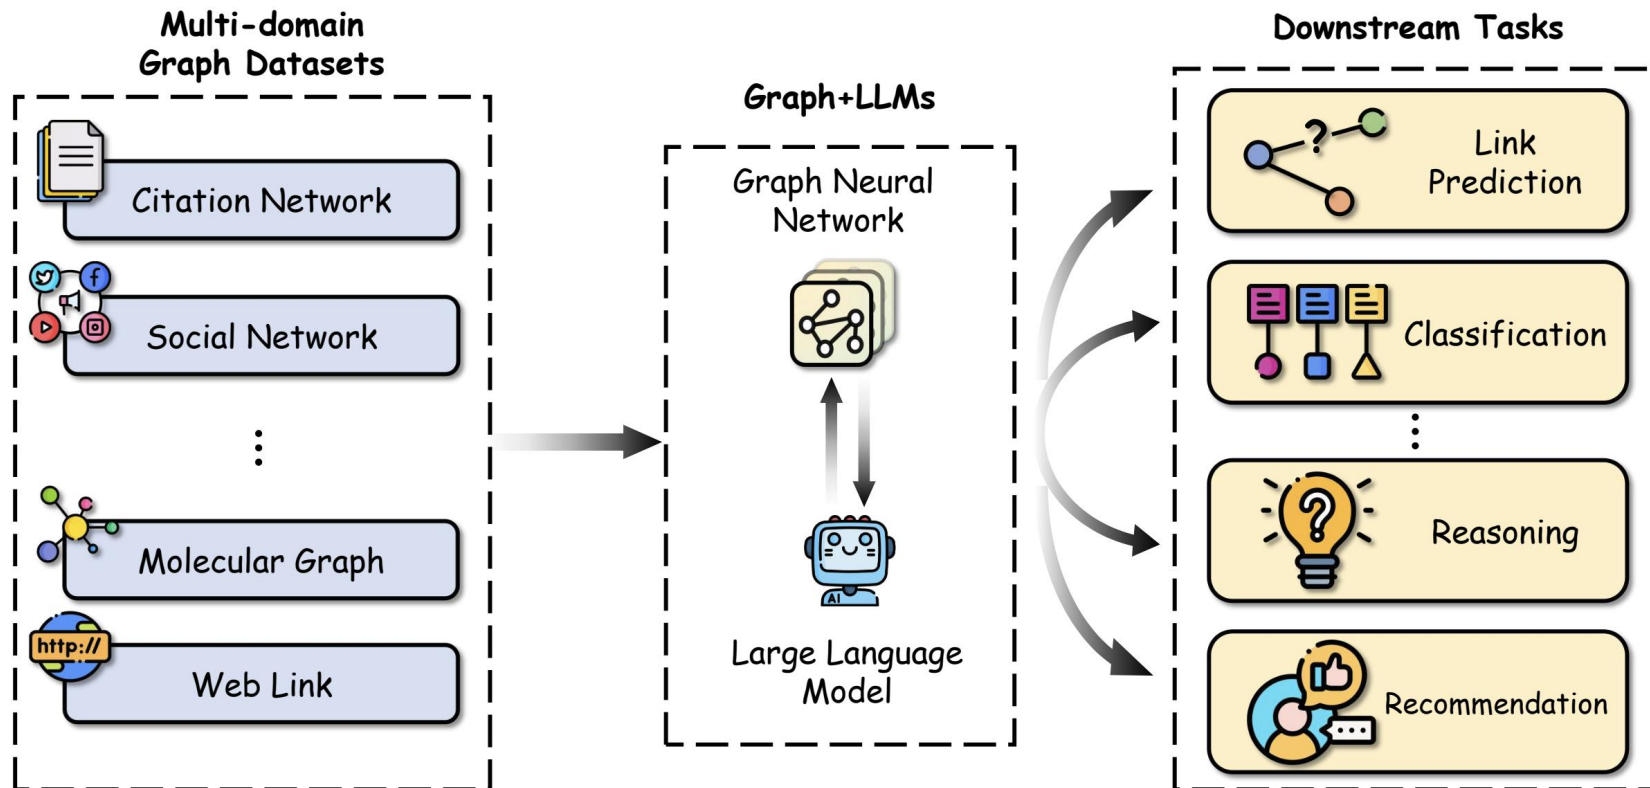 Multi-domain
Graph Datasets
Citation Network
Social Network
Molecular Graph
http://
Web Link
Graph+LLMs
Graph Neural
Network
AI
Large Language
Model
Downstream Tasks
?
Link
Prediction
Classification
?
Reasoning
Recommendation